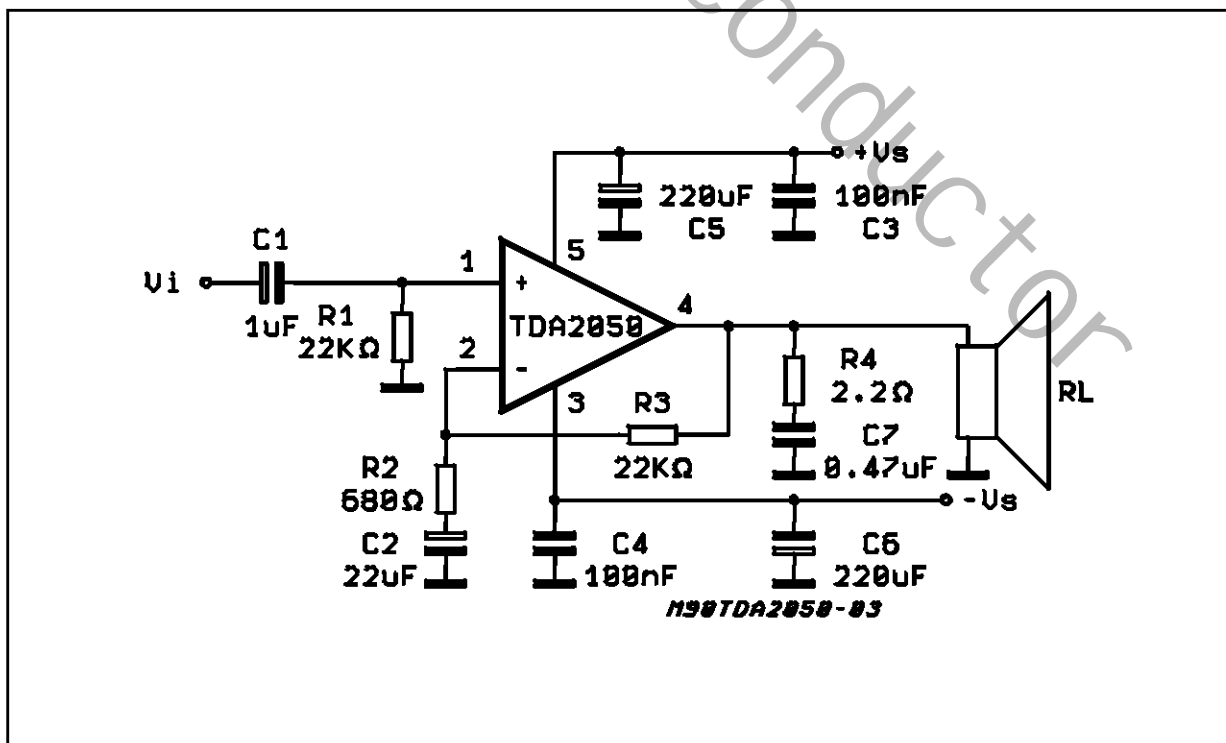 conductor
+Vs
220uF
C5
100nF
C3
C1
1
5
Vi
+
4
1uF
R1
22KΩ
TDA2050
2
-
3
R3
22KΩ
R4
2.2Ω
RL
C7
0.47uF
R2
680Ω
-Vs
C2
22uF
C4
100nF
C6
220uF
M90TDA2050-03